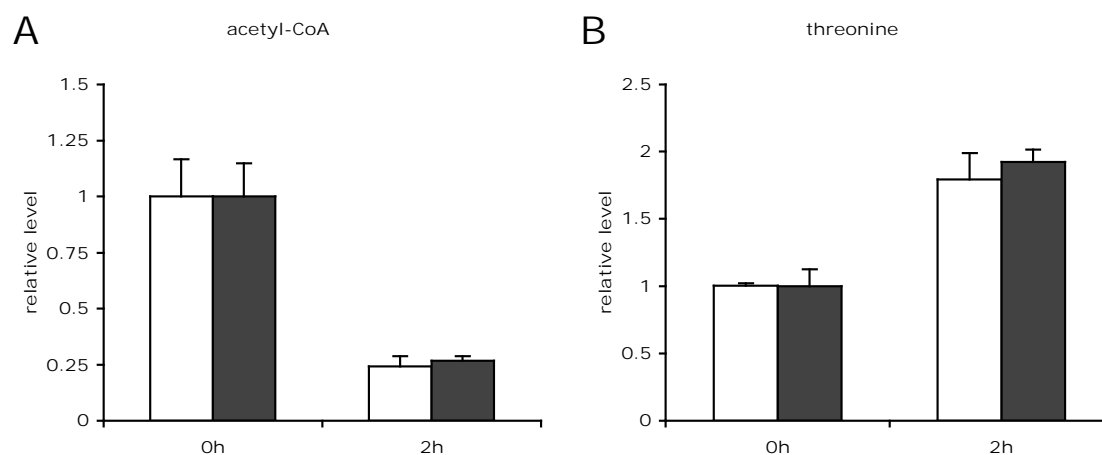 A
acetyl-CoA
1.5
1.25
1
0.75
0.5
0.25
0
relative level
0h
2h
B
threonine
2.5
2
1.5
1
0.5
0
relative level
0h
2h